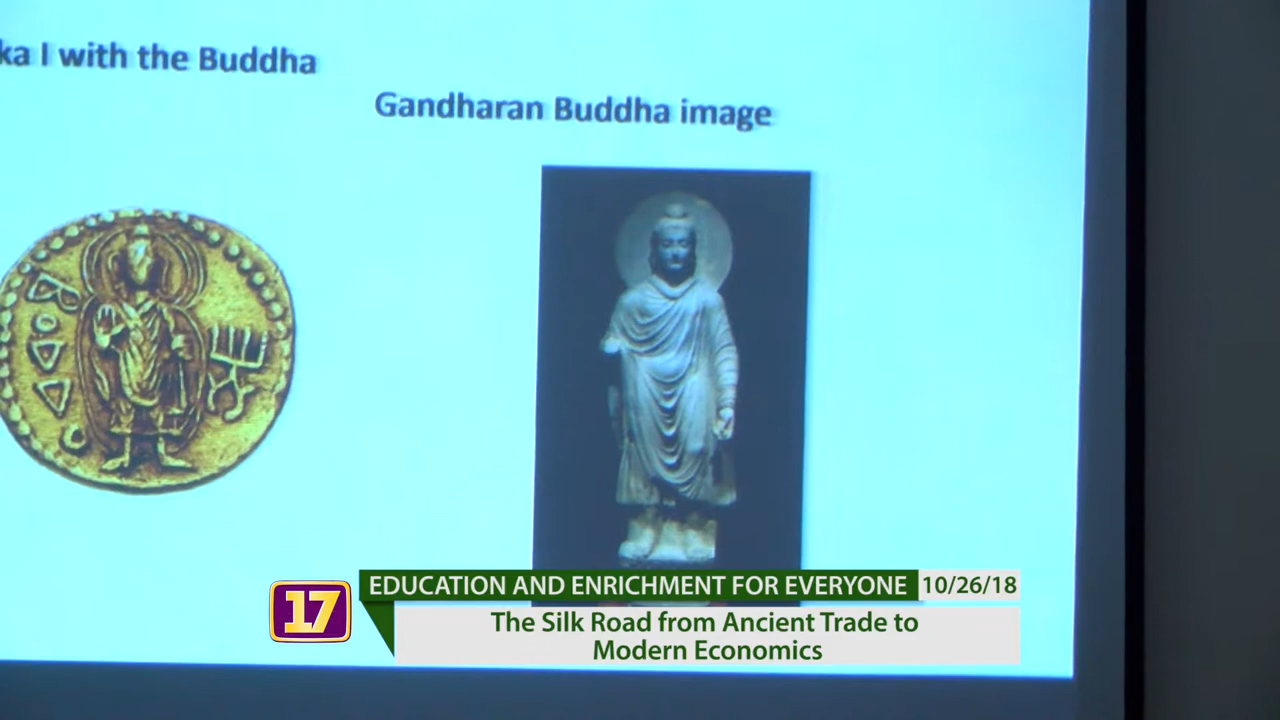 ka I with the Buddha
Gandharan Buddha image
ΒΟΔΔΟ
17
EDUCATION AND ENRICHMENT FOR EVERYONE 10/26/18
The Silk Road from Ancient Trade to
Modern Economics